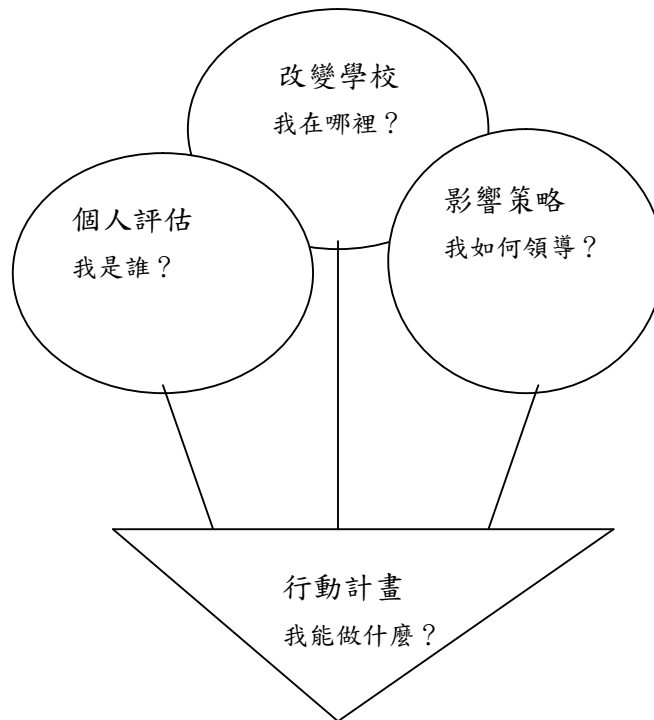 改變學校
我在哪裡？
個人評估
我是誰？
影響策略
我如何領導？
行動計畫
我能做什麼？